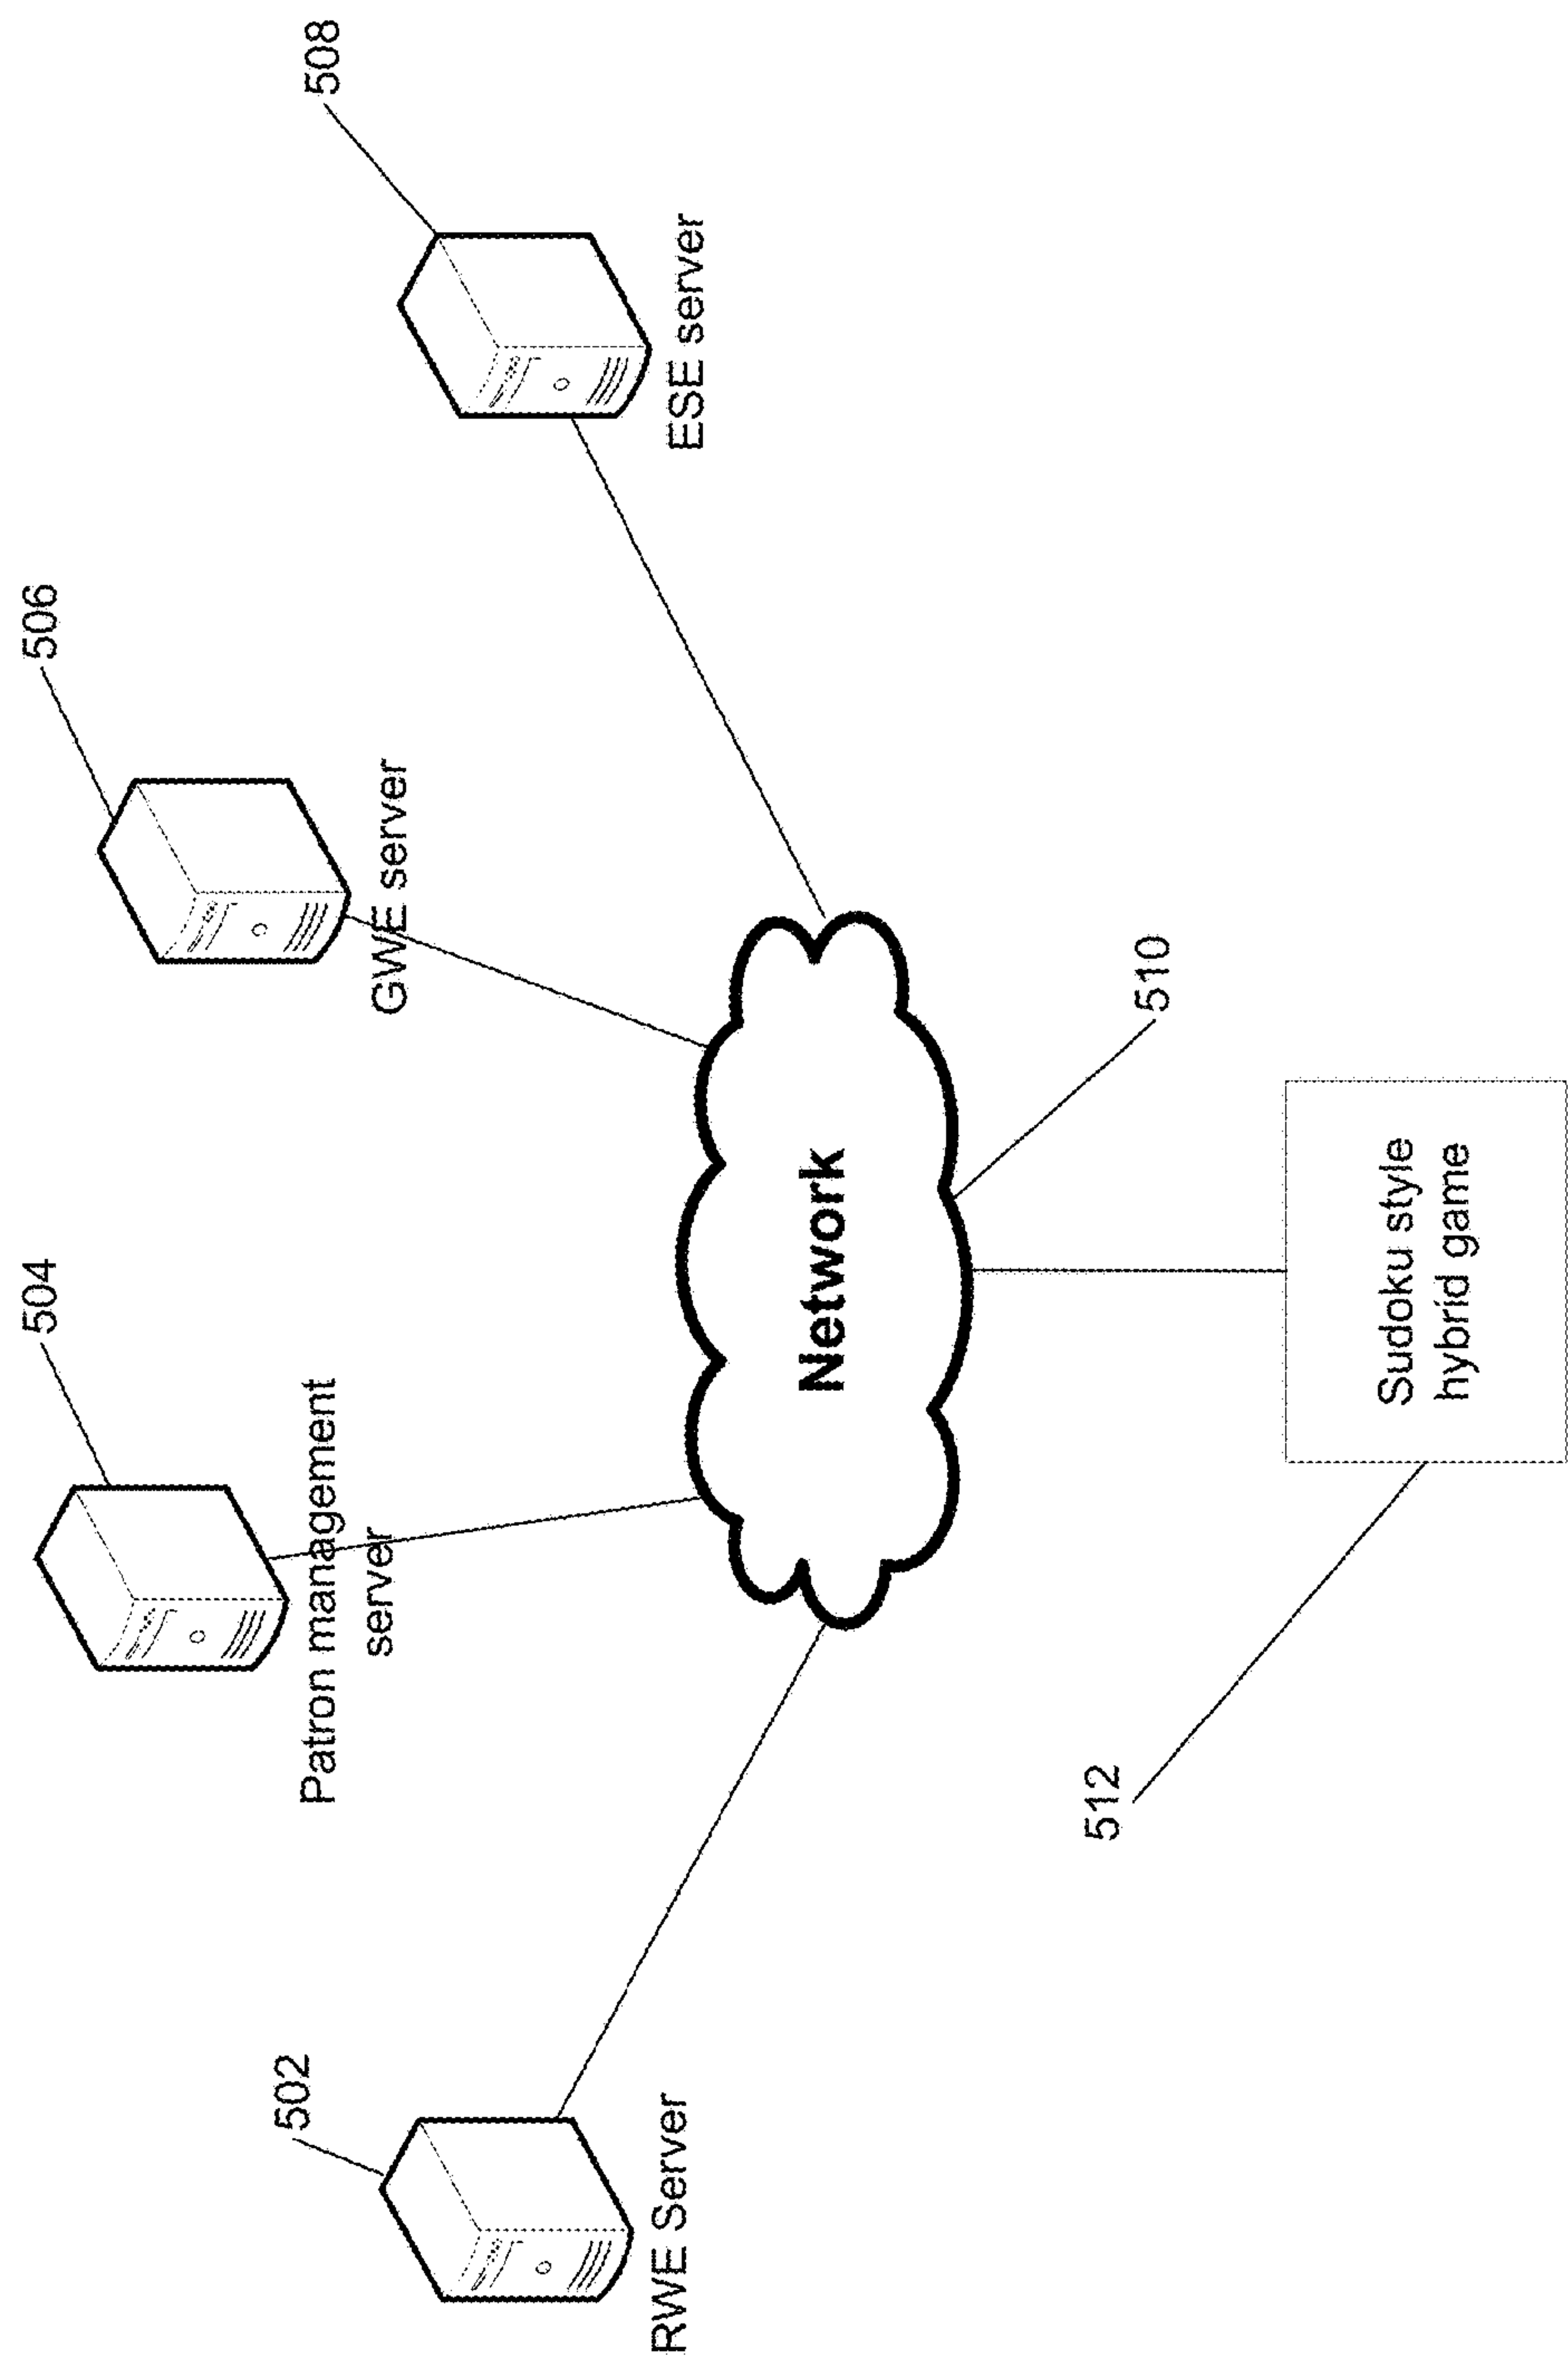 504
506
502
508
Patron management
server
GWE server
RWE Server
ESE server
Network
512
510
Sudoku style
hybrid game